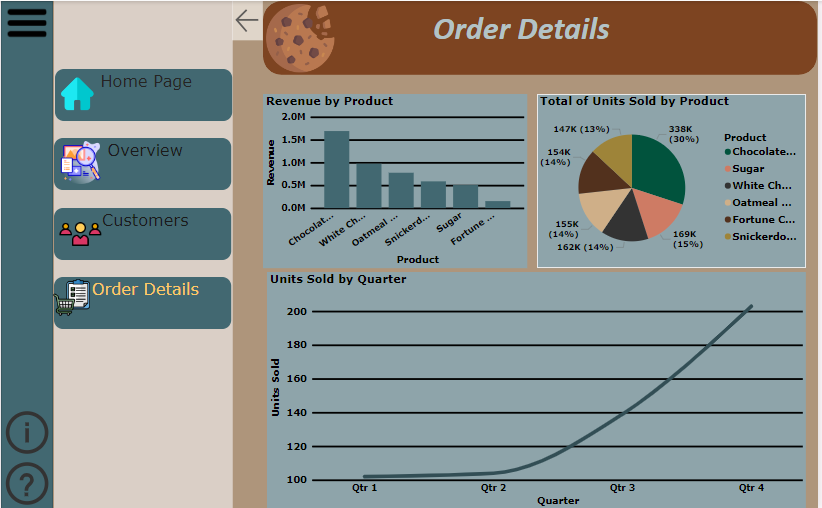 Order Details
Home Page
Overview
Customers
Order Details
i
?
Revenue by Product
2.0M
1.5M
1.0M
0.5M
0.0M
Revenue
Chocolat...
White Ch...
Oatmeal ...
Snickerd...
Sugar
Fortune ...
Product
Total of Units Sold by Product
338K
(30%)
169K
(15%)
162K (14%)
155K
(14%)
154K
(14%)
147K (13%)
Product
Chocolate...
Sugar
White Ch...
Oatmeal ...
Fortune C...
Snickerdo...
Units Sold by Quarter
200
180
160
140
120
100
Units Sold
Qtr 1
Qtr 2
Qtr 3
Qtr 4
Quarter